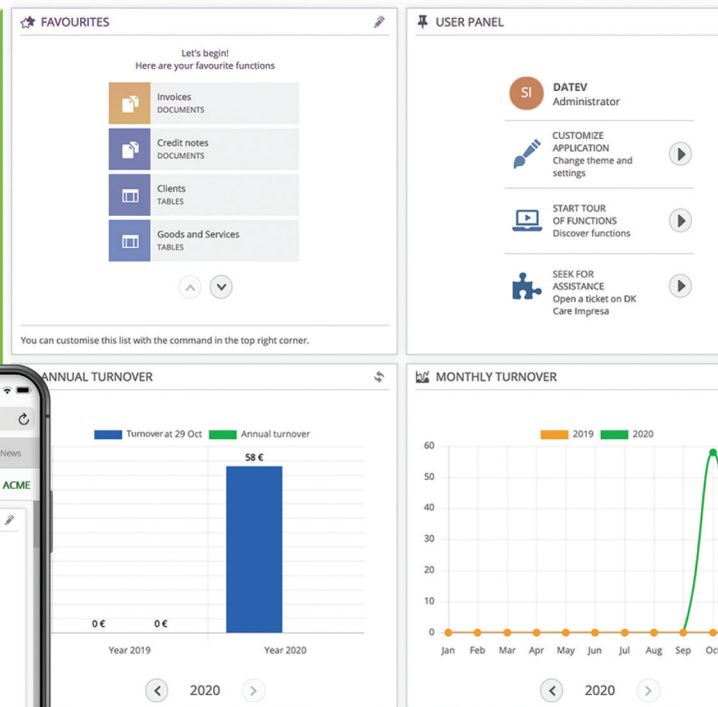 FAVOURITES
Let's begin!
Here are your favourite functions
Invoices
DOCUMENTS
Credit notes
DOCUMENTS
Clients
TABLES
Goods and Services
TABLES
You can customise this list with the command in the top right corner.
USER PANEL
SI
DATEV
Administrator
CUSTOMIZE
APPLICATION
Change theme and
settings
START TOUR
OF FUNCTIONS
Discover functions
SEEK FOR
ASSISTANCE
Open a ticket on DK
Care Impresa
News
ACME
ANNUAL TURNOVER
Turnover at 29 Oct Annual turnover
58 €
0 € 0 €
Year 2019 Year 2020
2020
MONTHLY TURNOVER
2019 2020
60
50
40
30
20
10
0
Jan Feb Mar Apr May Jun Jul Aug Sep Oct
2020